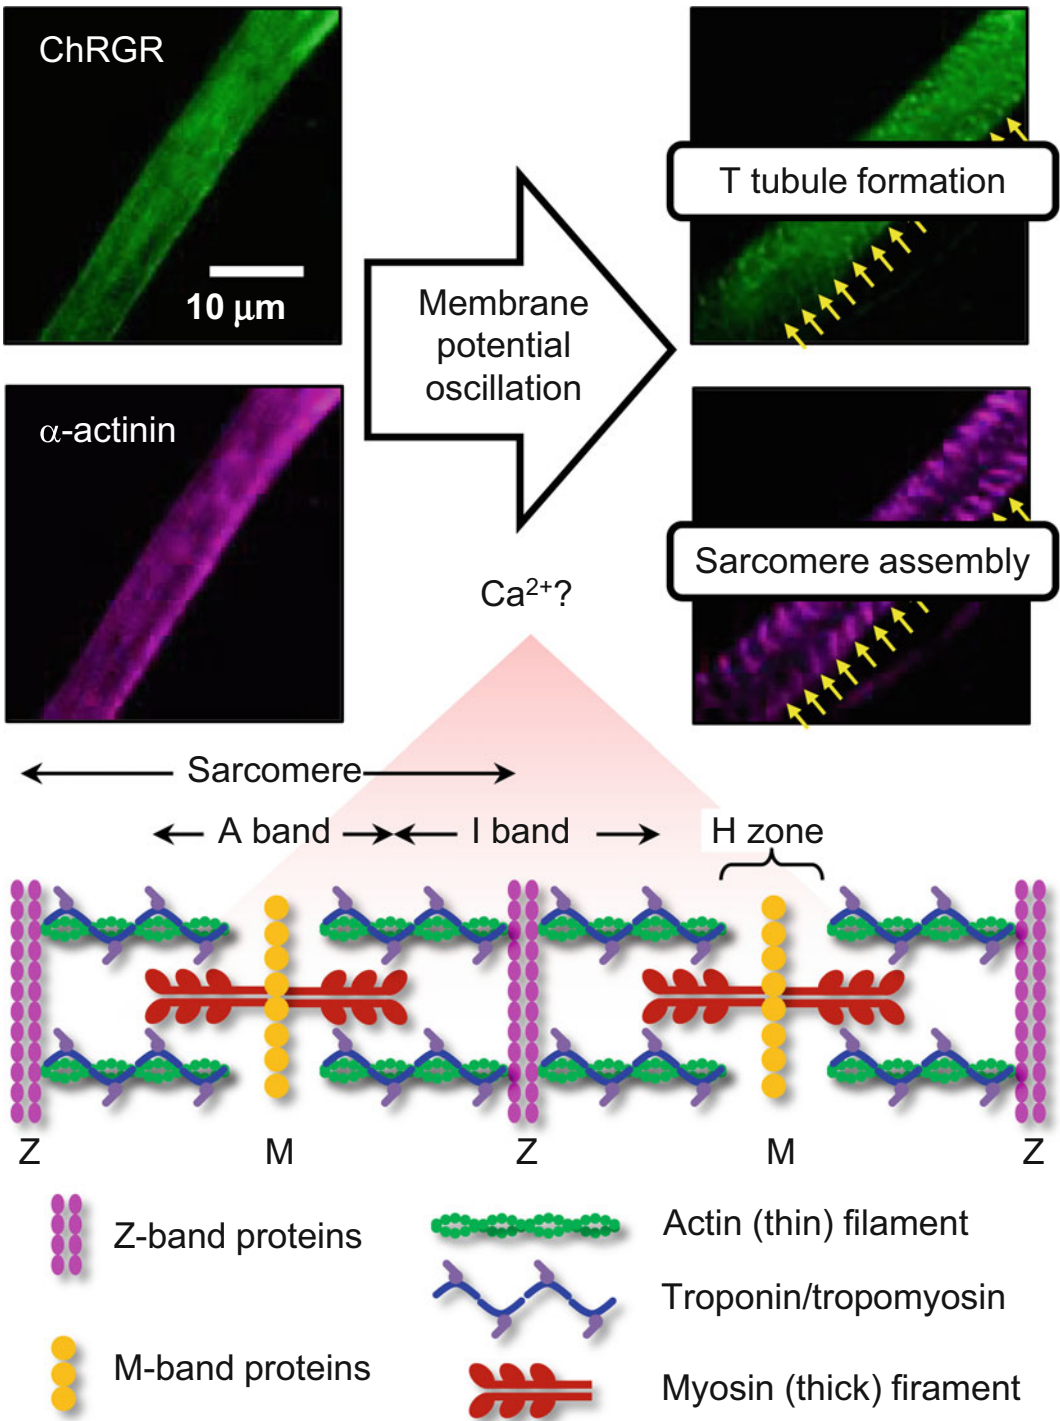 ChRGR
10 μm
T tubule formation
Membrane
potential
oscillation
α-actinin
Sarcomere assembly
Ca²⁺?
Sarcomere
A band
I band
H zone
Z
M
Z
M
Z
Z-band proteins
Actin (thin) filament
Troponin/tropomyosin
M-band proteins
Myosin (thick) firament